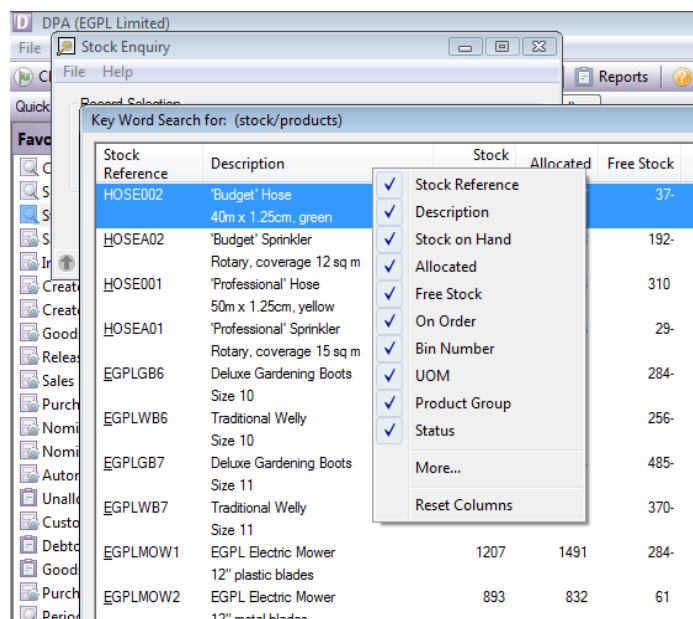 DPA (EGPL Limited)
File
Stock Enquiry
File Help
Reports
Quick
Record Selection
Key Word Search for: (stock/products)
Stock Reference Description Stock Allocated Free Stock
HOSE002 'Budget' Hose 37-
40m x 1.25cm, green
HOSEA02 'Budget' Sprinkler 192-
Rotary, coverage 12 sq m
HOSE001 'Professional' Hose 310
50m x 1.25cm, yellow
HOSEA01 'Professional' Sprinkler 29-
Rotary, coverage 15 sq m
EGPLGB6 Deluxe Gardening Boots 284-
Size 10
EGPLWB6 Traditional Welly 256-
Size 10
EGPLGB7 Deluxe Gardening Boots 485-
Size 11
EGPLWB7 Traditional Welly 370-
Size 11
EGPLMOW1 EGPL Electric Mower 1207 1491 284-
12" plastic blades
EGPLMOW2 EGPL Electric Mower 893 832 61
12" metal blades
Stock Reference
Description
Stock on Hand
Allocated
Free Stock
On Order
Bin Number
UOM
Product Group
Status
More...
Reset Columns
Favo
C
S
St
S
In
Create
Create
Good
Releas
Sales
Purch
Nomi
Nomi
Autor
Unallo
Custo
Debto
Good
Purch
Period